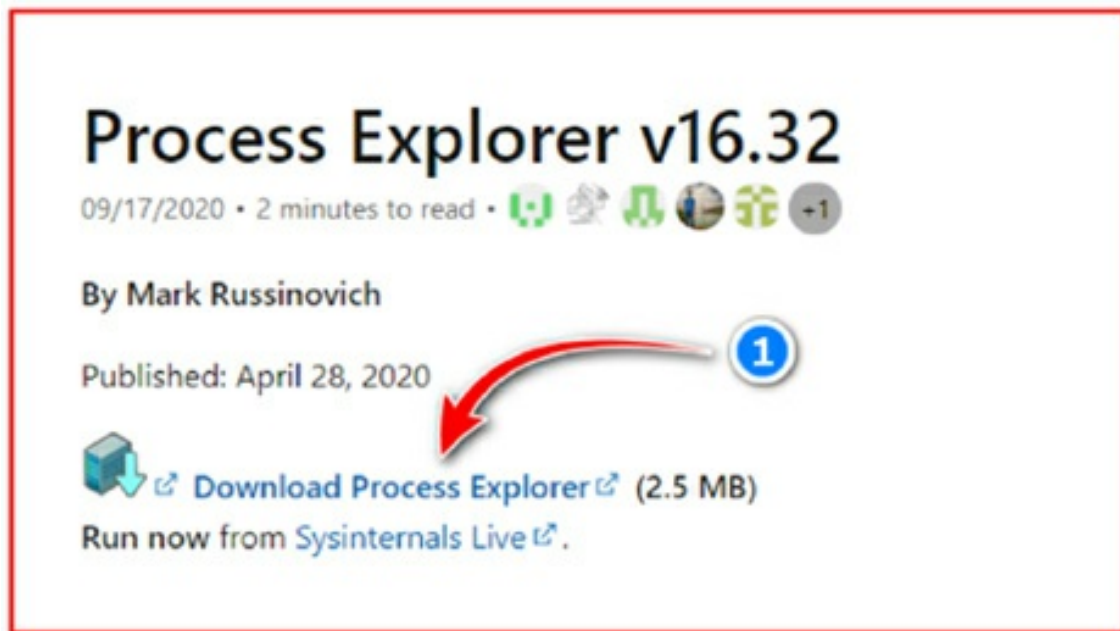 Process Explorer v16.32
09/17/2020 • 2 minutes to read • +1
By Mark Russinovich
Published: April 28, 2020
1
Download Process Explorer (2.5 MB)
Run now from Sysinternals Live.